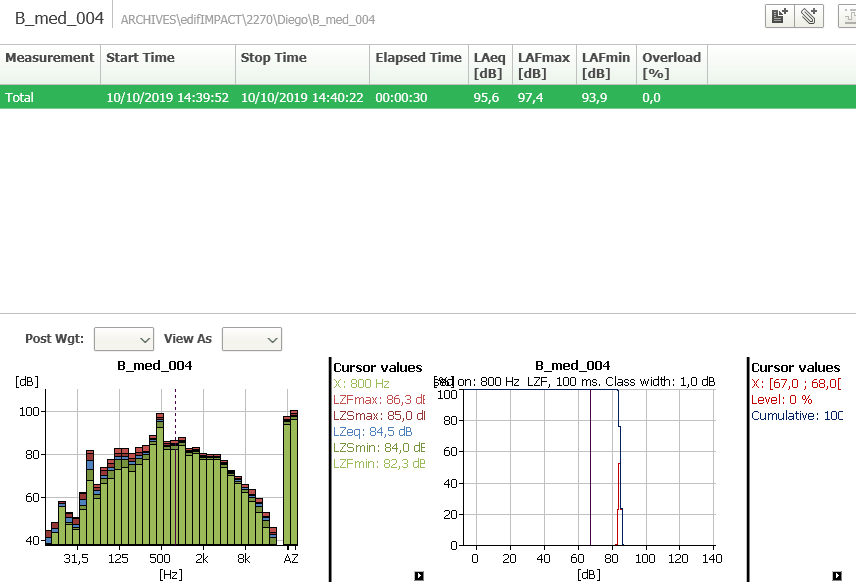 B_med_004 ARCHIVES\edifIMPACT\2270\Diego\B_med_004
Measurement Start Time Stop Time Elapsed Time LAeq [dB] LAFmax [dB] LAFmin [dB] Overload [%]
Total 10/10/2019 14:39:52 10/10/2019 14:40:22 00:00:30 95,6 97,4 93,9 0,0
Post Wgt: View As
B_med_004
[dB]
100
80
60
40
31,5 125 500 2k 8k AZ
[Hz]
Cursor values
X: 800 Hz
LZFmax: 86,3 dB
LZSmax: 85,0 dB
LZeq: 84,5 dB
LZSmin: 84,0 dB
LZFmin: 82,3 dB
B_med_004
[%] sed on: 800 Hz LZF, 100 ms. Class width: 1,0 dB
100
80
60
40
20
0
0 20 40 60 80 100 120 140
[dB]
Cursor values
X: [67,0 ; 68,0[
Level: 0 %
Cumulative: 100